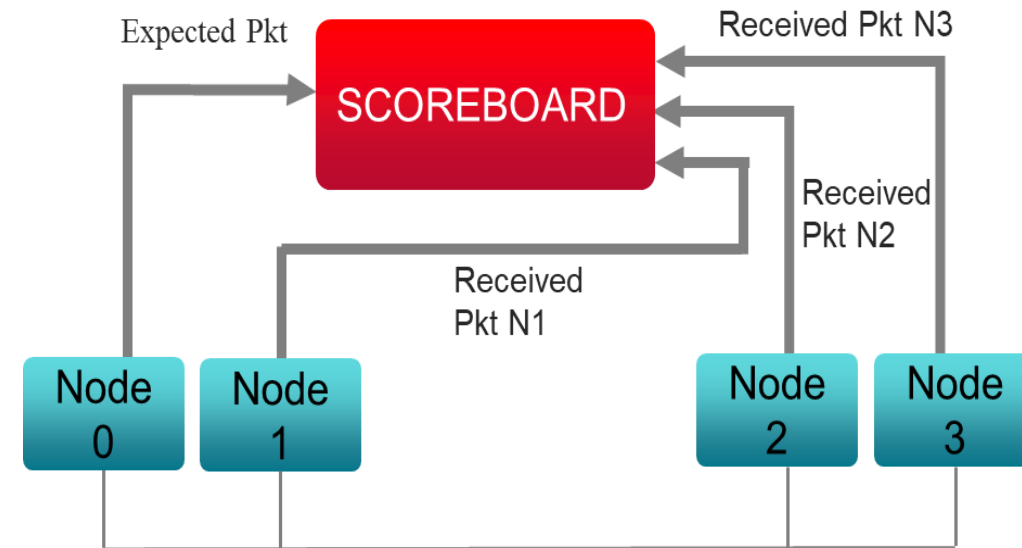 Expected Pkt
Received Pkt N3
SCOREBOARD
Received
Pkt N2
Received
Pkt N1
Node
0
Node
1
Node
2
Node
3